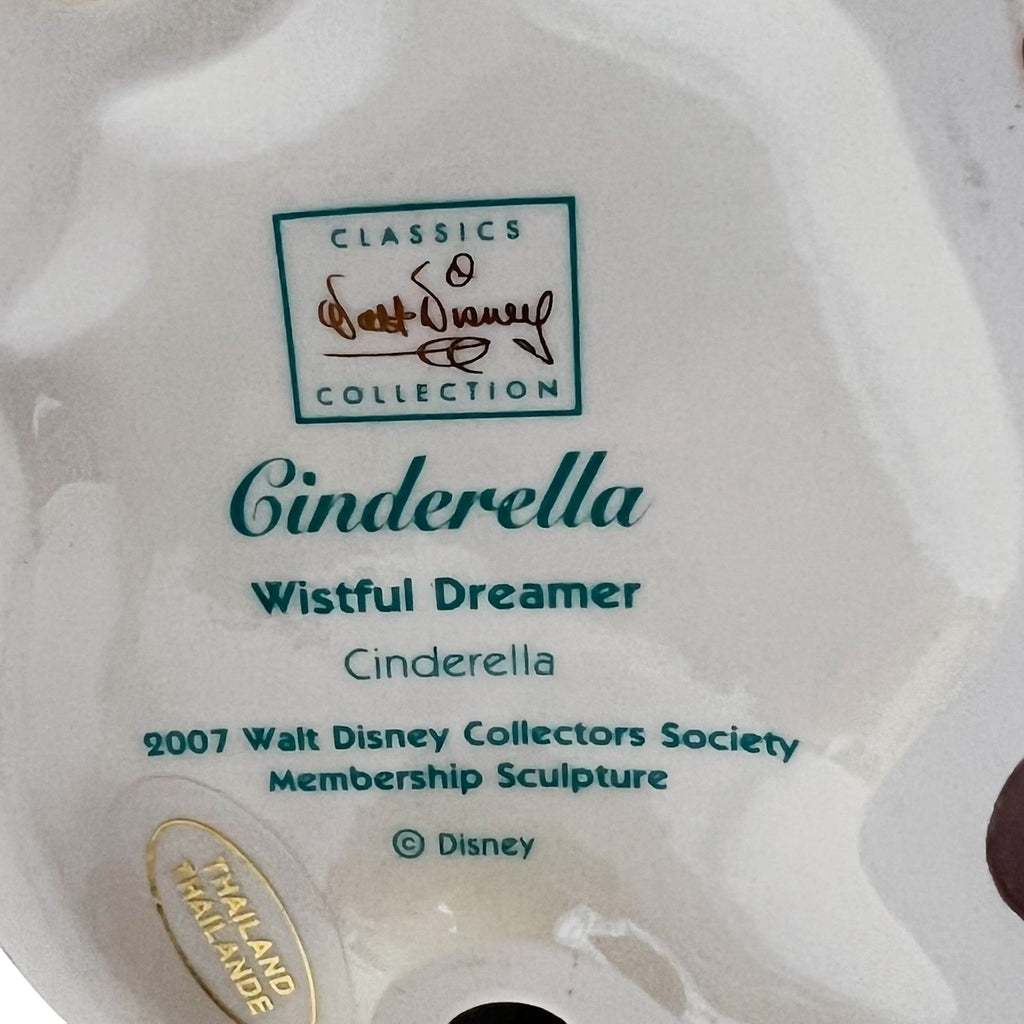 CLASSICS
Walt Disney
COLLECTION
Cinderella
Wistful Dreamer
Cinderella
2007 Walt Disney Collectors Society
Membership Sculpture
© Disney
THAILAND
THAILANDE